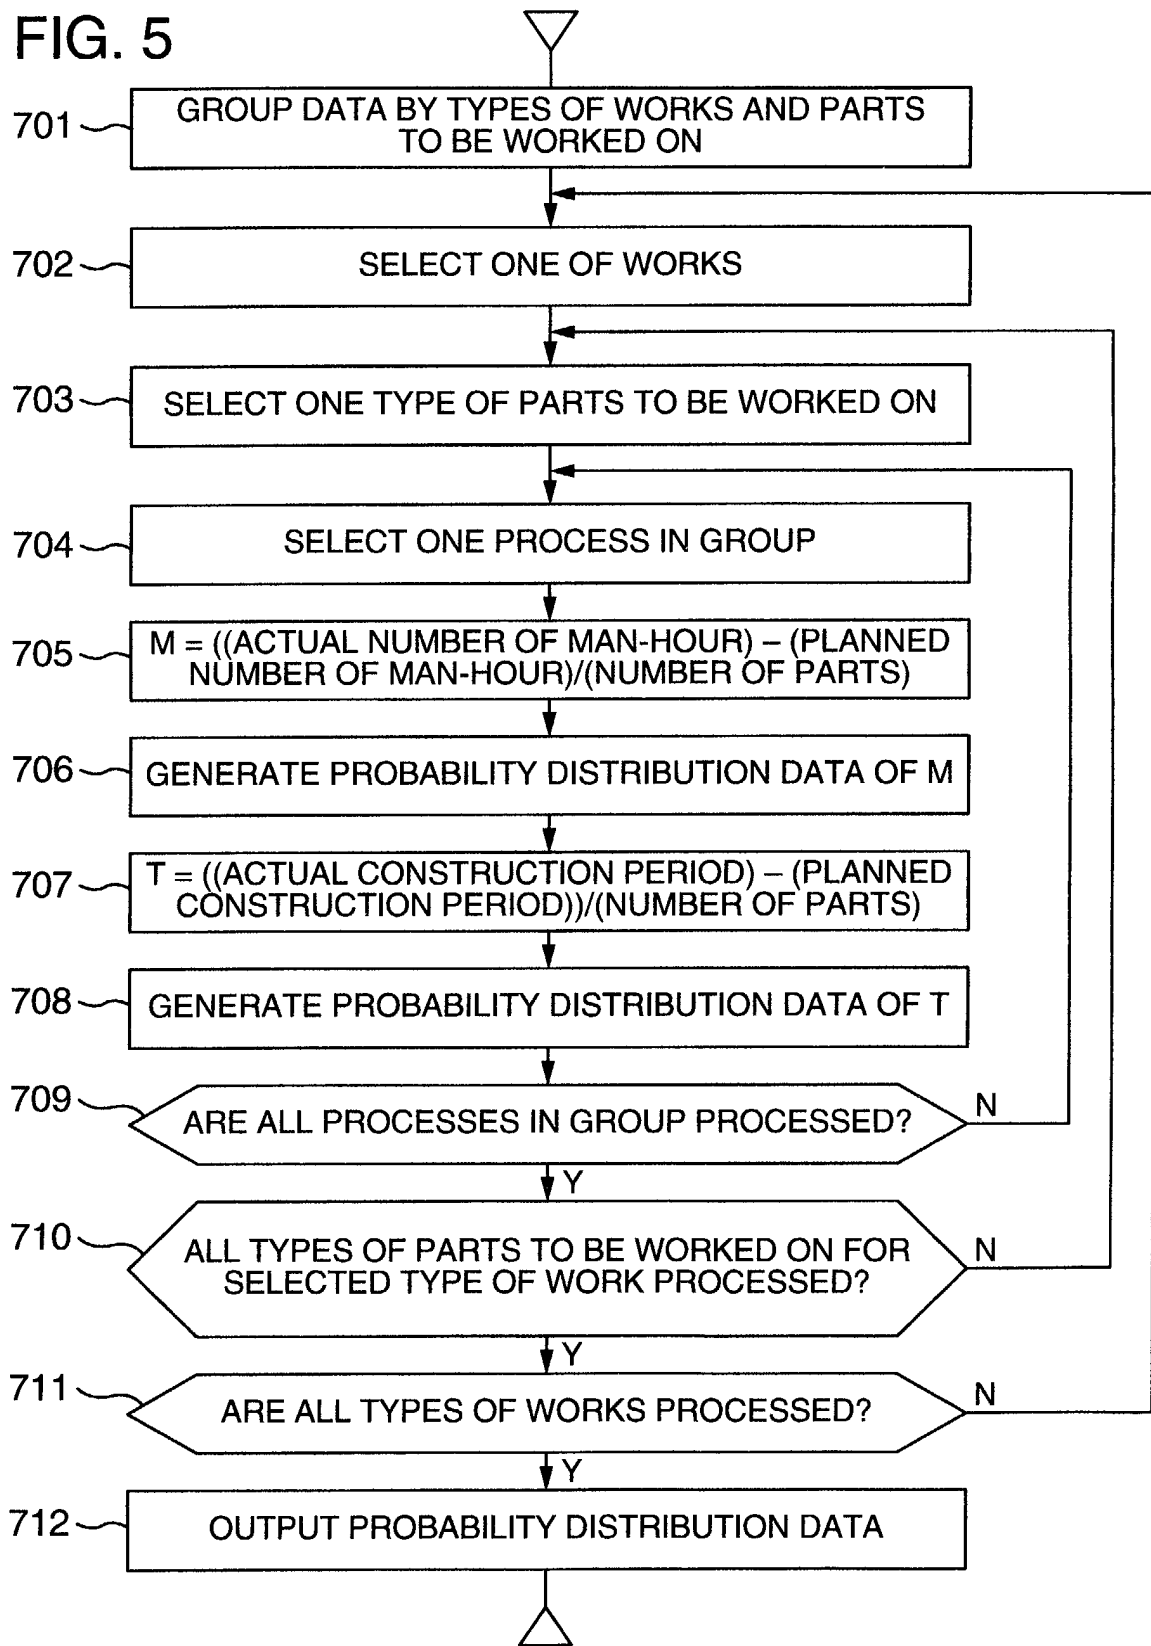 FIG. 5
701
GROUP DATA BY TYPES OF WORKS AND PARTS
TO BE WORKED ON
702
SELECT ONE OF WORKS
703
SELECT ONE TYPE OF PARTS TO BE WORKED ON
704
SELECT ONE PROCESS IN GROUP
705
M = ((ACTUAL NUMBER OF MAN-HOUR) – (PLANNED
NUMBER OF MAN-HOUR)/(NUMBER OF PARTS)
706
GENERATE PROBABILITY DISTRIBUTION DATA OF M
707
T = ((ACTUAL CONSTRUCTION PERIOD) – (PLANNED
CONSTRUCTION PERIOD))/(NUMBER OF PARTS)
708
GENERATE PROBABILITY DISTRIBUTION DATA OF T
709
ARE ALL PROCESSES IN GROUP PROCESSED?
N
Y
710
ALL TYPES OF PARTS TO BE WORKED ON FOR
SELECTED TYPE OF WORK PROCESSED?
N
Y
711
ARE ALL TYPES OF WORKS PROCESSED?
N
Y
712
OUTPUT PROBABILITY DISTRIBUTION DATA